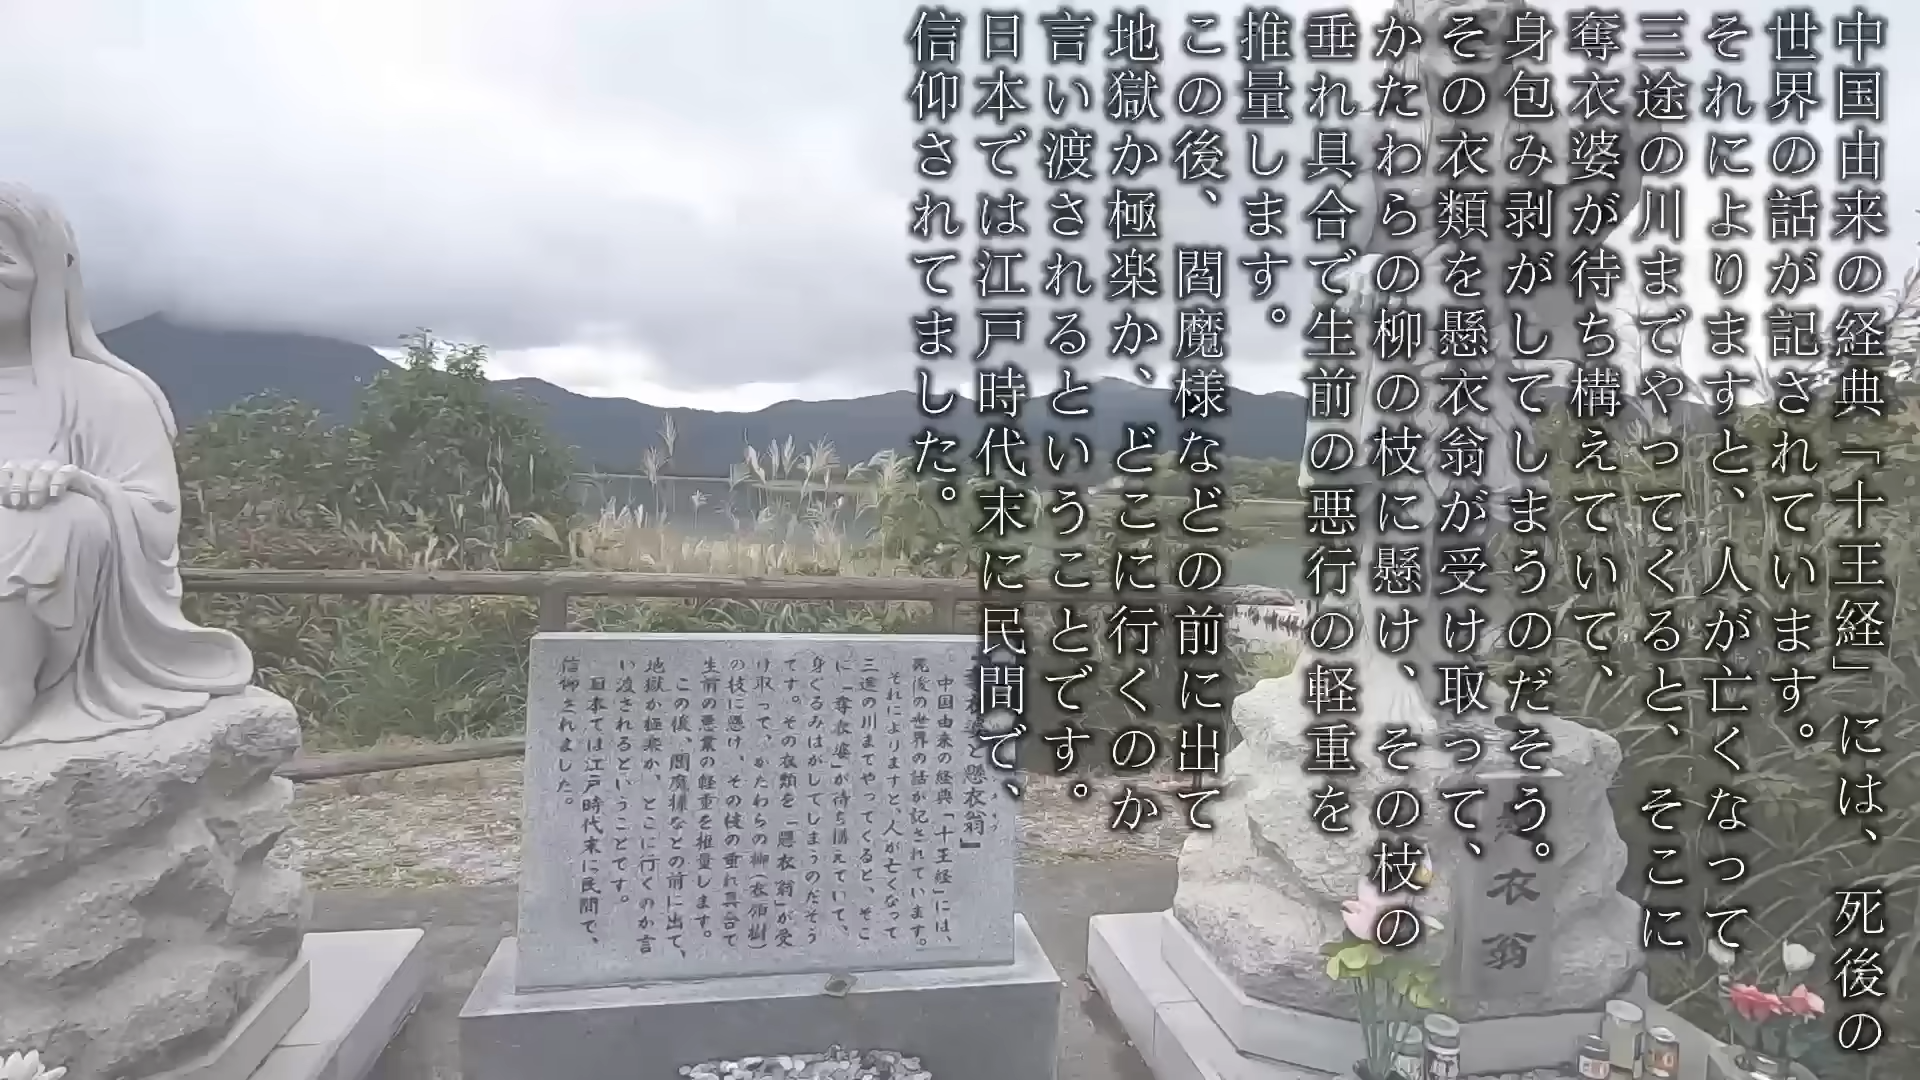 中国由来の経典「十王経」には、死後の
世界の話が記されています。
それによりますと、人が亡くなって
三途の川までやってくると、そこに
奪衣婆が待ち構えていて、
身包み剥がしてしまうのだそう。
その衣類を懸衣翁が受け取って、
かたわらの柳の枝に懸け、その枝の
垂れ具合で生前の悪行の軽重を
推量します。
この後、閻魔様などの前に出て
地獄か極楽か、どこに行くのか
言い渡されるということです。
日本では江戸時代末に民間で、
信仰されてました。
衣婆と懸衣翁』
中国由来の経典「十王経」には、
死後の世界の話が記されています。
それによりますと、人が亡くなって
三途の川までやってくると、そこ
に「奪衣婆」が待ち構えていて、
身ぐるみはがしてしまうのだそう
です。その衣類を「懸衣翁」が受
け取って、かたわらの柳(衣領樹)
の枝に懸け、その枝の垂れ具合で
生前の悪業の軽重を推量します。
この後、閻魔様などの前に出て、
地獄か極楽か、どこに行くのか言
い渡されるということです。
日本では江戸時代末に民間で、
信仰されました。
衣翁